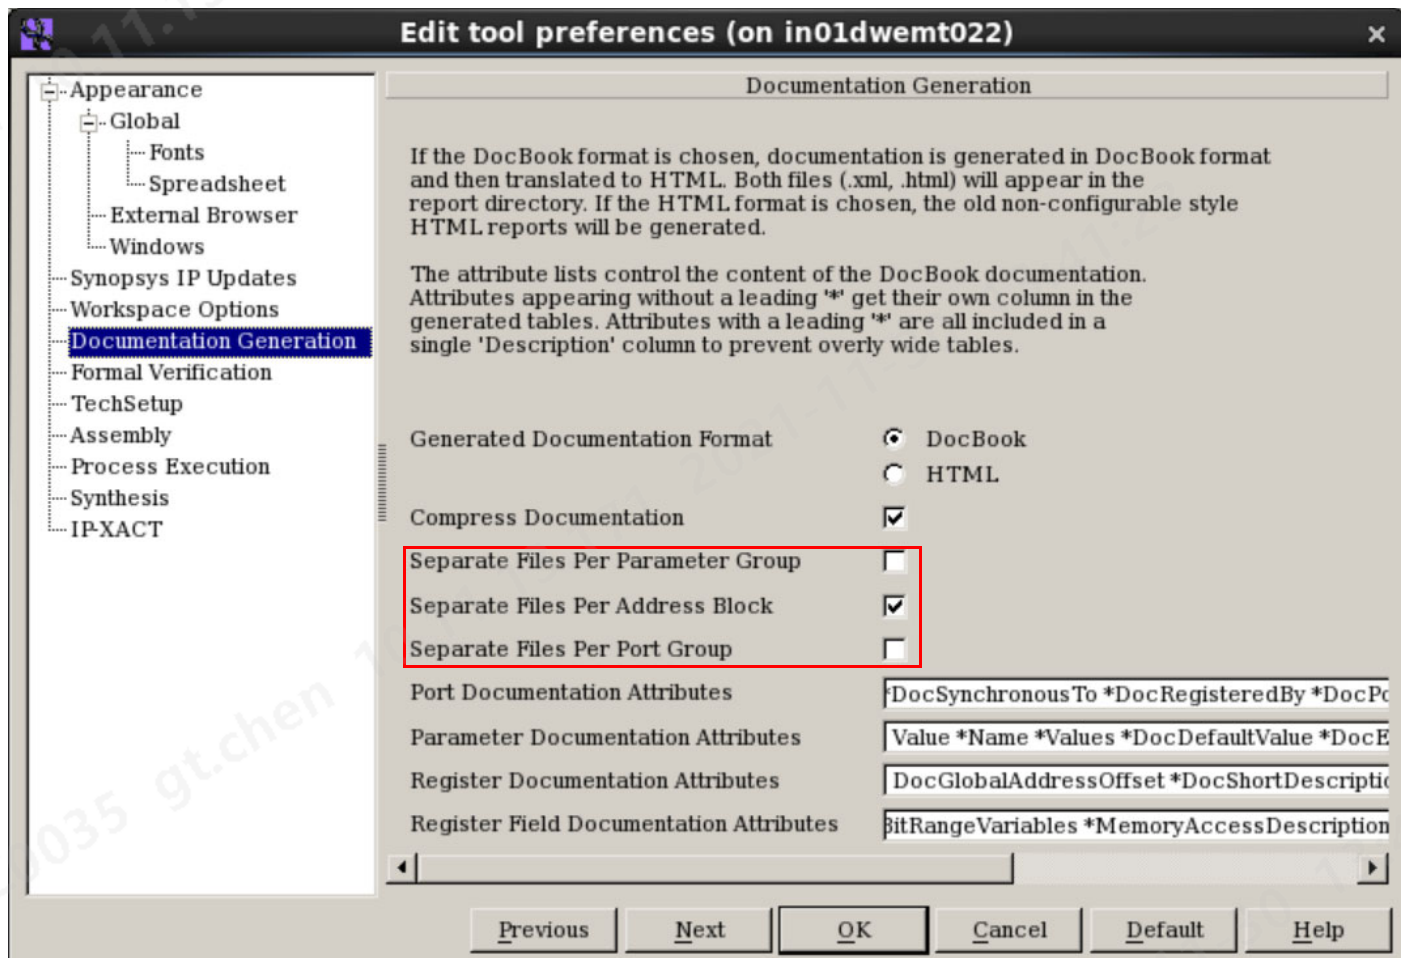 Edit tool preferences (on in01dwemt022)
Appearance
Global
Fonts
Spreadsheet
External Browser
Windows
Synopsys IP Updates
Workspace Options
Documentation Generation
Formal Verification
TechSetup
Assembly
Process Execution
Synthesis
IP-XACT
Documentation Generation
If the DocBook format is chosen, documentation is generated in DocBook format
and then translated to HTML. Both files (.xml, .html) will appear in the
report directory. If the HTML format is chosen, the old non-configurable style
HTML reports will be generated.
The attribute lists control the content of the DocBook documentation.
Attributes appearing without a leading '*' get their own column in the
generated tables. Attributes with a leading '*' are all included in a
single 'Description' column to prevent overly wide tables.
Generated Documentation Format
DocBook
HTML
Compress Documentation
Separate Files Per Parameter Group
Separate Files Per Address Block
Separate Files Per Port Group
Port Documentation Attributes *DocSynchronousTo *DocRegisteredBy *DocPo
Parameter Documentation Attributes Value *Name *Values *DocDefaultValue *DocE
Register Documentation Attributes DocGlobalAddressOffset *DocShortDescriptio
Register Field Documentation Attributes BitRangeVariables *MemoryAccessDescription
Previous Next OK Cancel Default Help
0035 gt.chen